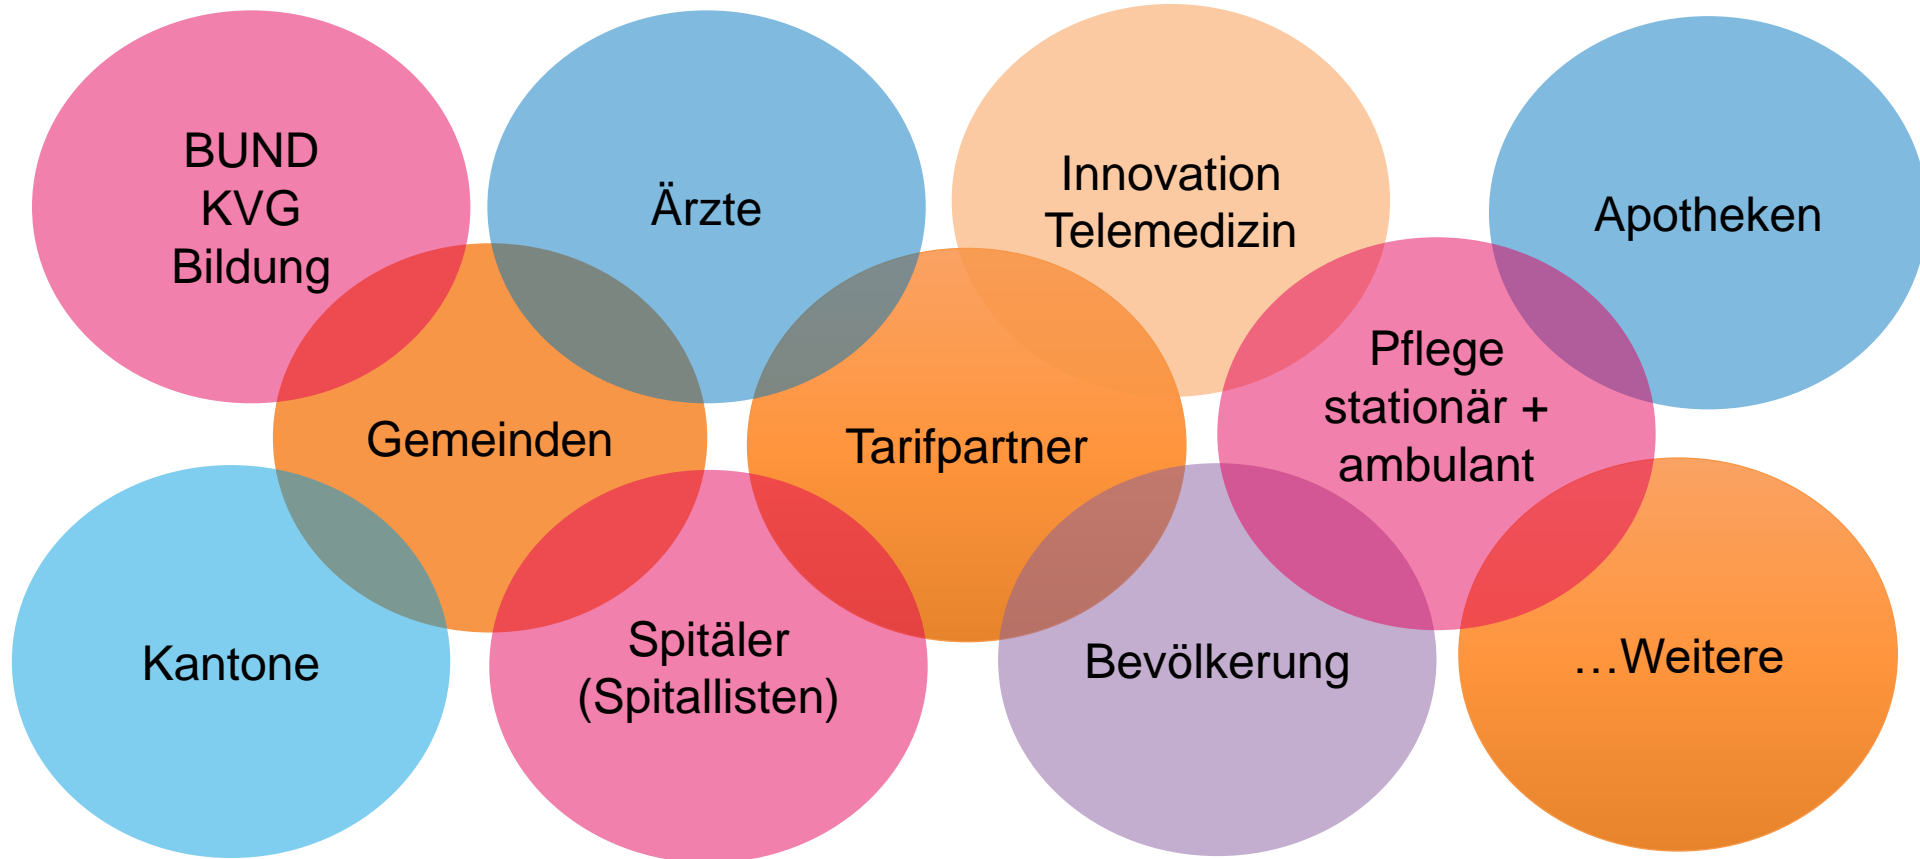 BUND
KVG
Bildung
Ärzte
Innovation
Telemedizin
Apotheken
Gemeinden
Tarifpartner
Pflege
stationär +
ambulant
Kantone
Spitäler
(Spitallisten)
Bevölkerung
…Weitere